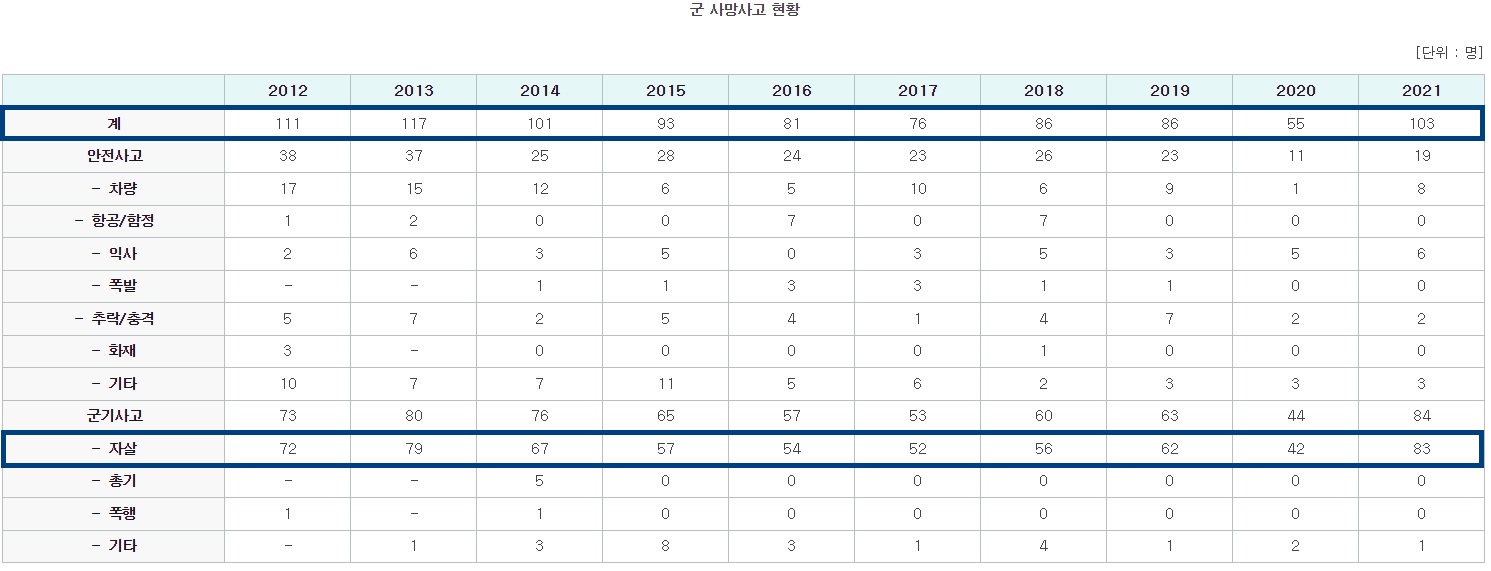 군 사망사고 현황
[단위 : 명]
2012 2013 2014 2015 2016 2017 2018 2019 2020 2021
계 111 117 101 93 81 76 86 86 55 103
안전사고 38 37 25 28 24 23 26 23 11 19
- 차량 17 15 12 6 5 10 6 9 1 8
- 항공/함정 1 2 0 0 7 0 7 0 0 0
- 익사 2 6 3 5 0 3 5 3 5 6
- 폭발 - - 1 1 3 3 1 1 0 0
- 추락/충격 5 7 2 5 4 1 4 7 2 2
- 화재 3 - 0 0 0 0 1 0 0 0
- 기타 10 7 7 11 5 6 2 3 3 3
군기사고 73 80 76 65 57 53 60 63 44 84
- 자살 72 79 67 57 54 52 56 62 42 83
- 총기 - - 5 0 0 0 0 0 0 0
- 폭행 1 - 1 0 0 0 0 0 0 0
- 기타 - 1 3 8 3 1 4 1 2 1